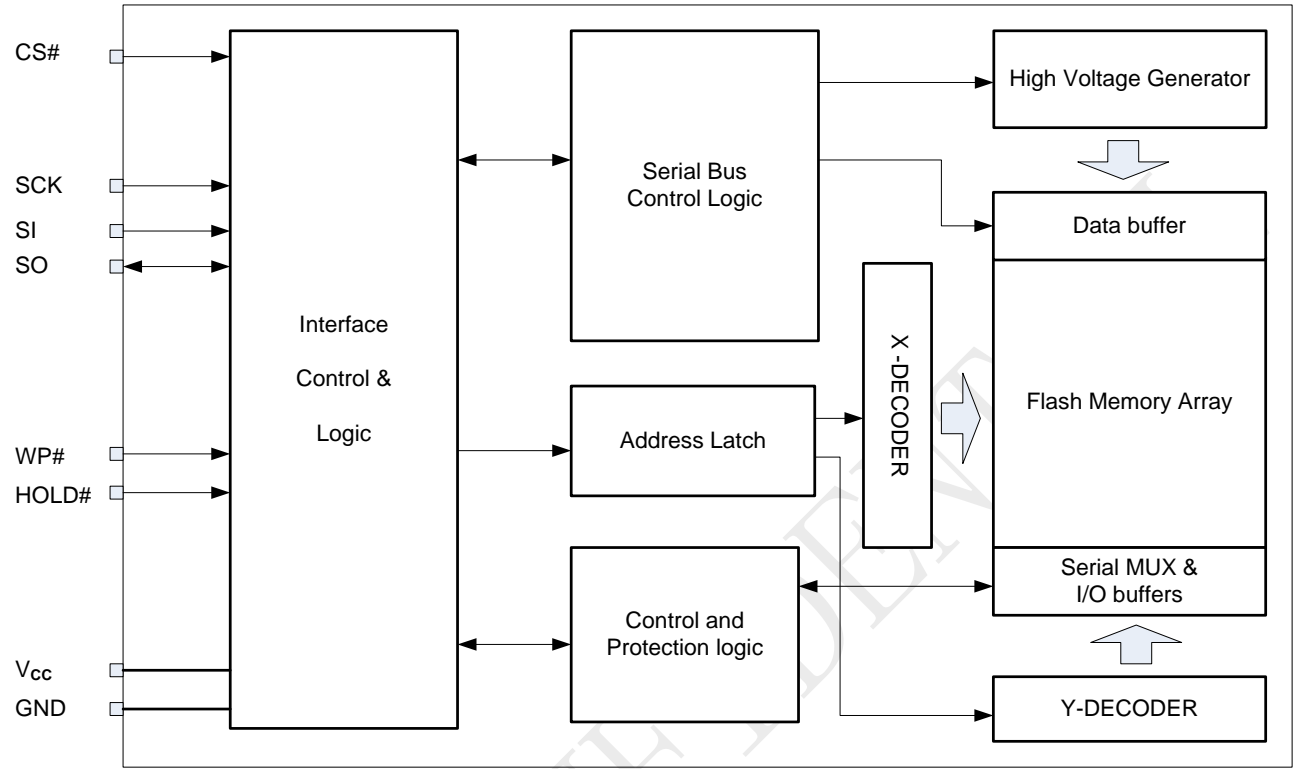 CS#
SCK
SI
SO
WP#
HOLD#
Vcc
GND
Interface
Control &
Logic
Serial Bus
Control Logic
Address Latch
Control and
Protection logic
X -DECODER
High Voltage Generator
Data buffer
Flash Memory Array
Serial MUX &
I/O buffers
Y-DECODER